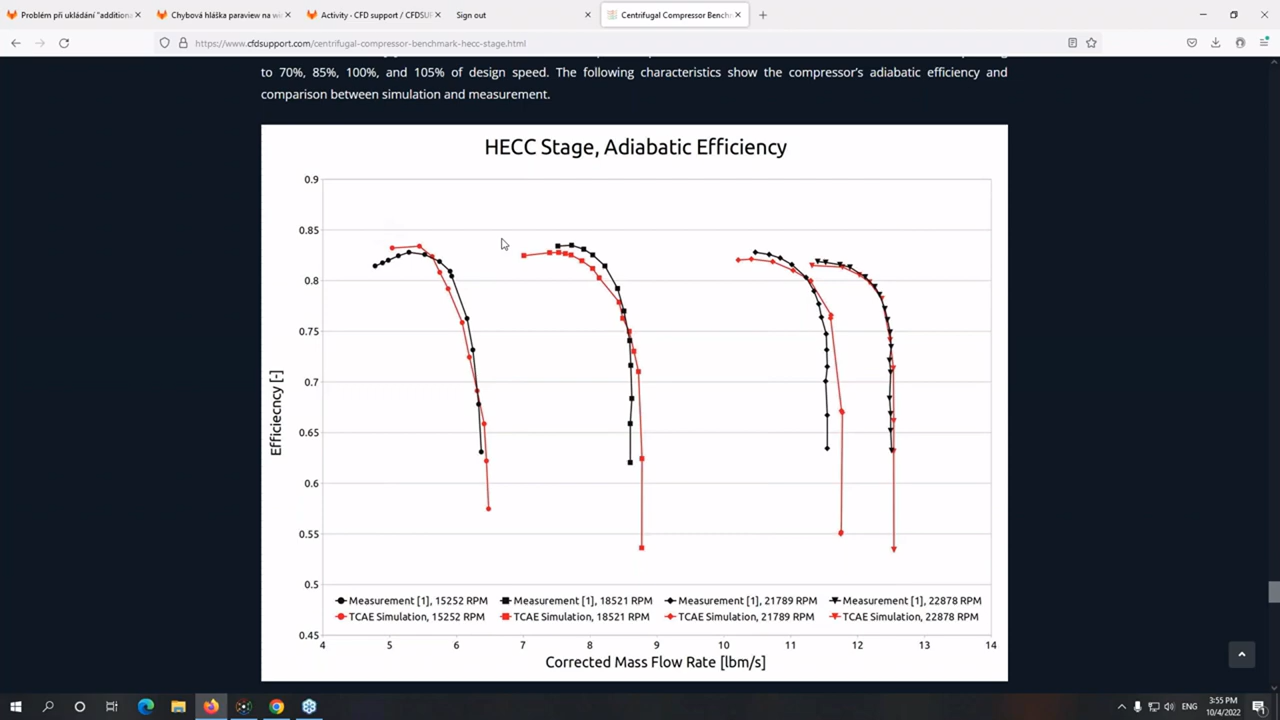 Problém při ukládání "addition
Chybová hláška paraview na wi
Activity · CFD support / CFDSUF
Sign out
Centrifugal Compressor Benchm
https://www.cfdsupport.com/centrifugal-compressor-benchmark-hecc-stage.html
to 70%, 85%, 100%, and 105% of design speed. The following characteristics show the compressor's adiabatic efficiency and
comparison between simulation and measurement.
HECC Stage, Adiabatic Efficiency
0.9
0.85
0.8
0.75
0.7
0.65
0.6
0.55
0.5
0.45
Effiecincy [-]
Measurement [1], 15252 RPM
Measurement [1], 18521 RPM
Measurement [1], 21789 RPM
Measurement [1], 22878 RPM
TCAE Simulation, 15252 RPM
TCAE Simulation, 18521 RPM
TCAE Simulation, 21789 RPM
TCAE Simulation, 22878 RPM
4 5 6 7 8 9 10 11 12 13 14
Corrected Mass Flow Rate [lbm/s]
ENG
3:55 PM
10/4/2022